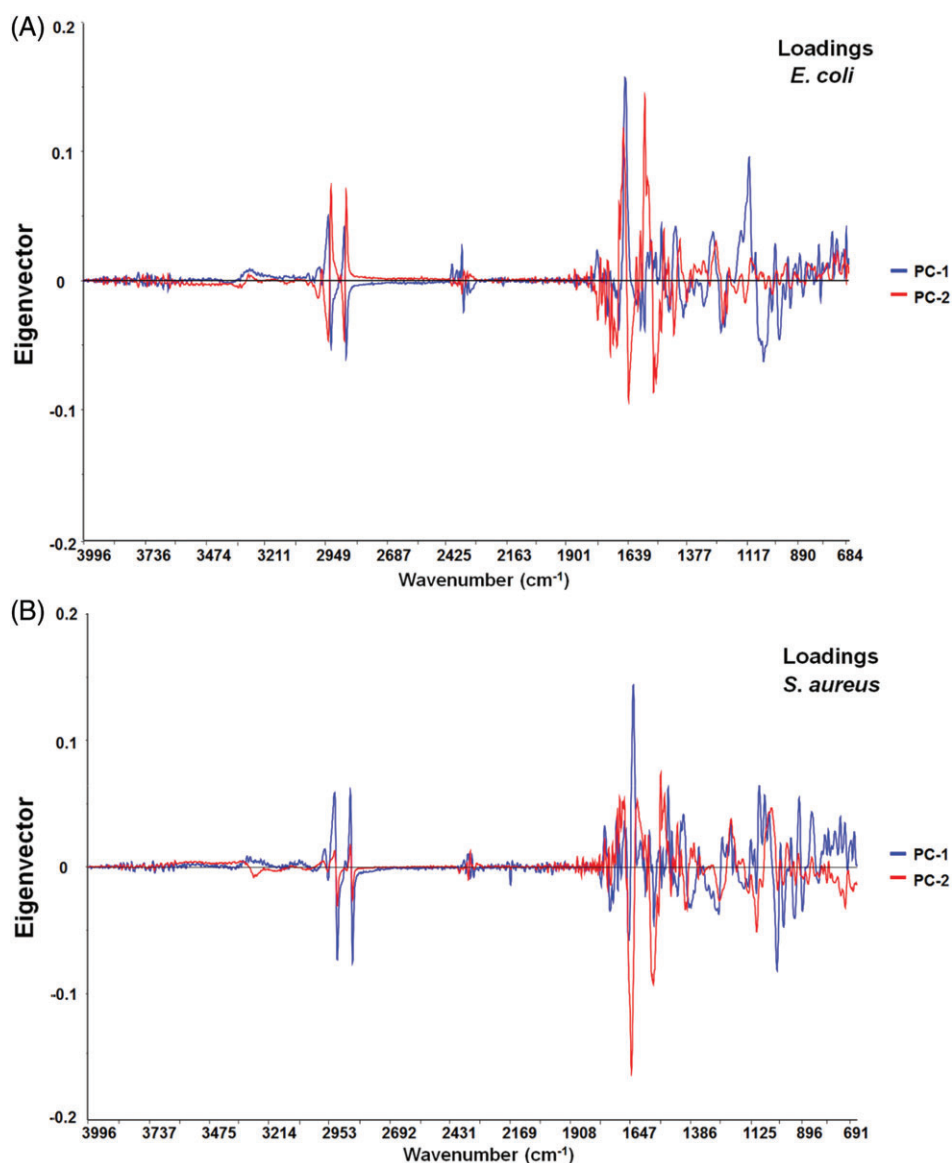 (A)
0.2
0.1
0
-0.1
-0.2
Eigenvector
Loadings
E. coli
PC-1
PC-2
3996 3736 3474 3211 2949 2687 2425 2163 1901 1639 1377 1117 890 684
Wavenumber (cm⁻¹)
(B)
0.2
0.1
0
-0.1
-0.2
Eigenvector
Loadings
S. aureus
PC-1
PC-2
3996 3737 3475 3214 2953 2692 2431 2169 1908 1647 1386 1125 896 691
Wavenumber (cm⁻¹)